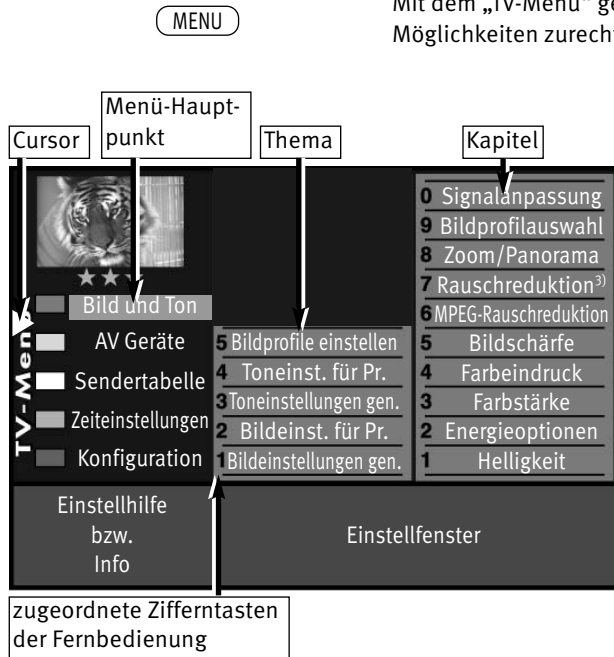 Mit dem „TV-Menü“
MENU
Möglichkeiten
Menü-Haupt-
punkt
Cursor
Thema
Kapitel
0 Signalanpassung
9 Bildprofilauswahl
8 Zoom/Panorama
7 Rauschreduktion3)
6 MPEG-Rauschreduktion
5 Bildschärfe
4 Farbeindruck
3 Farbstärke
2 Energieoptionen
1 Helligkeit
TV-Menü
Bild und Ton
AV Geräte
Sendertabelle
Zeiteinstellungen
Konfiguration
5 Bildprofile einstellen
4 Toneinst. für Pr.
3 Toneinstellungen gen.
2 Bildeinst. für Pr.
1 Bildeinstellungen gen.
Einstellhilfe
bzw.
Info
Einstellfenster
zugeordnete Zifferntasten
der Fernbedienung